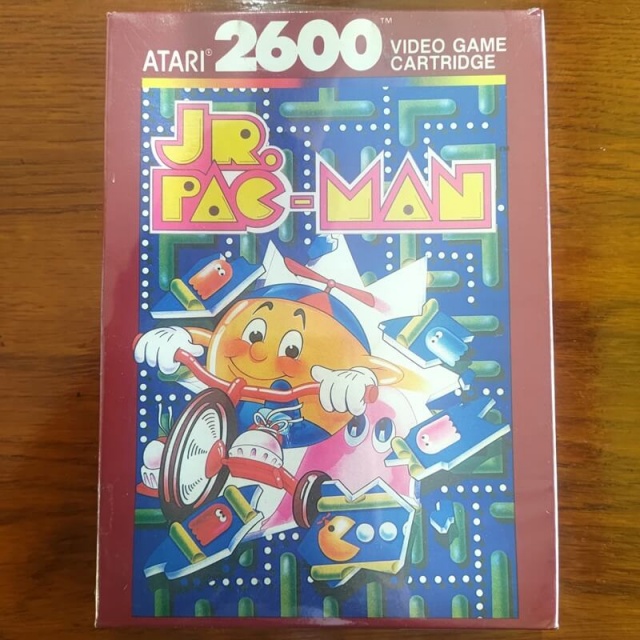 ATARI® 2600™ VIDEO GAME
CARTRIDGE
JR.
PAC-MAN